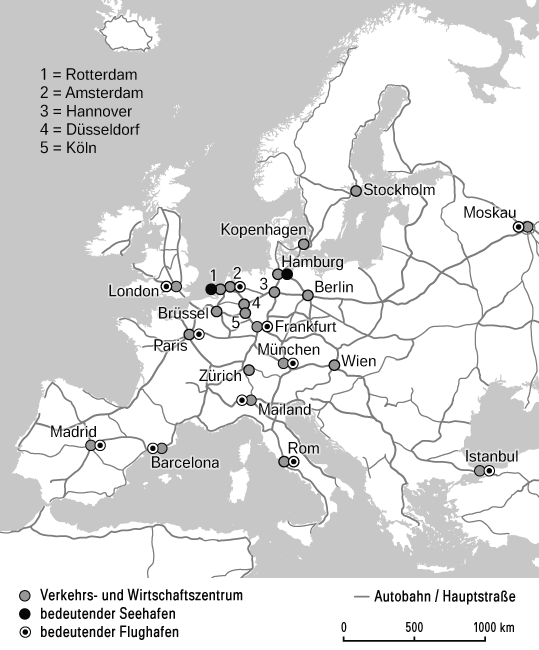 1 = Rotterdam
2 = Amsterdam
3 = Hannover
4 = Düsseldorf
5 = Köln
Stockholm
Moskau
Kopenhagen
Hamburg
1
2
3
London
Berlin
4
Brüssel
5
Frankfurt
Paris
München
Wien
Zürich
Mailand
Madrid
Rom
Barcelona
Istanbul
Verkehrs- und Wirtschaftszentrum
Autobahn / Hauptstraße
bedeutender Seehafen
bedeutender Flughafen
0 500 1000 km